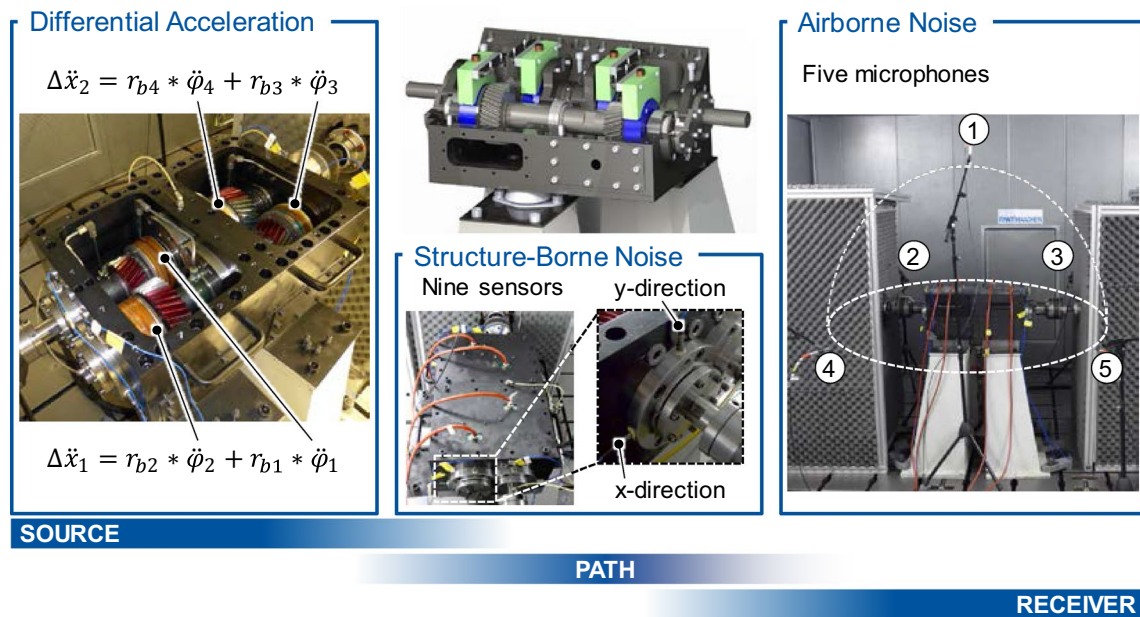 Differential Acceleration
Δẍ₂ = r_b4 * φ̈₄ + r_b3 * φ̈₃
Δẍ₁ = r_b2 * φ̈₂ + r_b1 * φ̈₁
Structure-Borne Noise
Nine sensors
y-direction
x-direction
Airborne Noise
Five microphones
1
2
3
4
5
SOURCE
PATH
RECEIVER